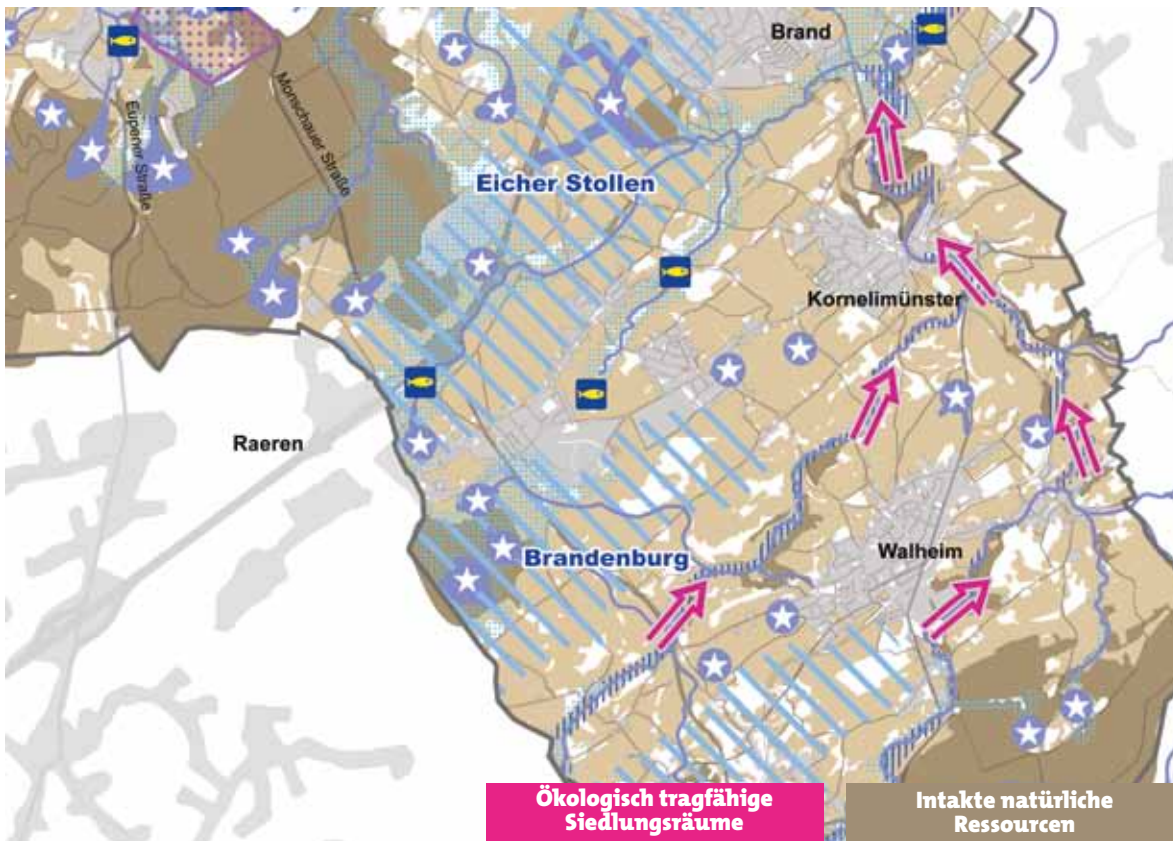 Brand
Eupener Straße
Monschauer Straße
Eicher Stollen
Kornelimünster
Raeren
Brandenburg
Walheim
Ökologisch tragfähige
Siedlungsräume
Intakte natürliche
Ressourcen